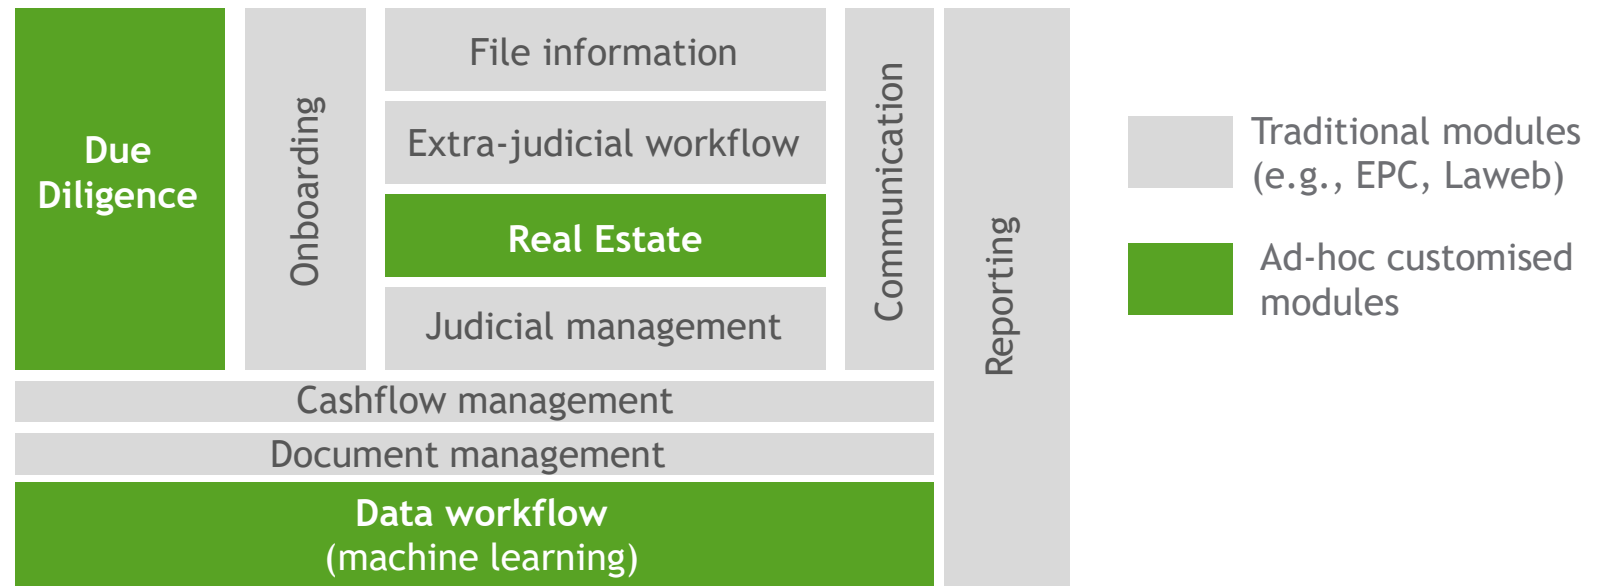 Due
Diligence
Onboarding
File information
Extra-judicial workflow
Real Estate
Judicial management
Communication
Reporting
Cashflow management
Document management
Data workflow
(machine learning)
Traditional modules
(e.g., EPC, Laweb)
Ad-hoc customised
modules